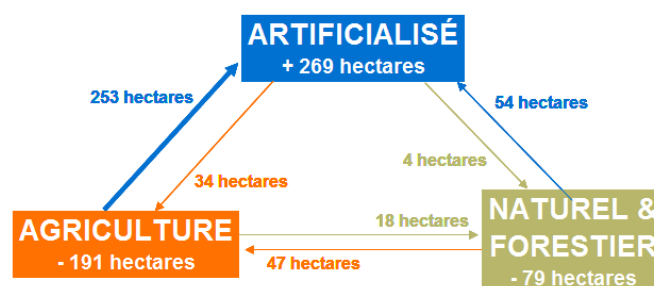 ARTIFICIALISÉ
+ 269 hectares
253 hectares
54 hectares
4 hectares
34 hectares
AGRICULTURE
- 191 hectares
18 hectares
47 hectares
NATUREL &
FORESTIER
- 79 hectares